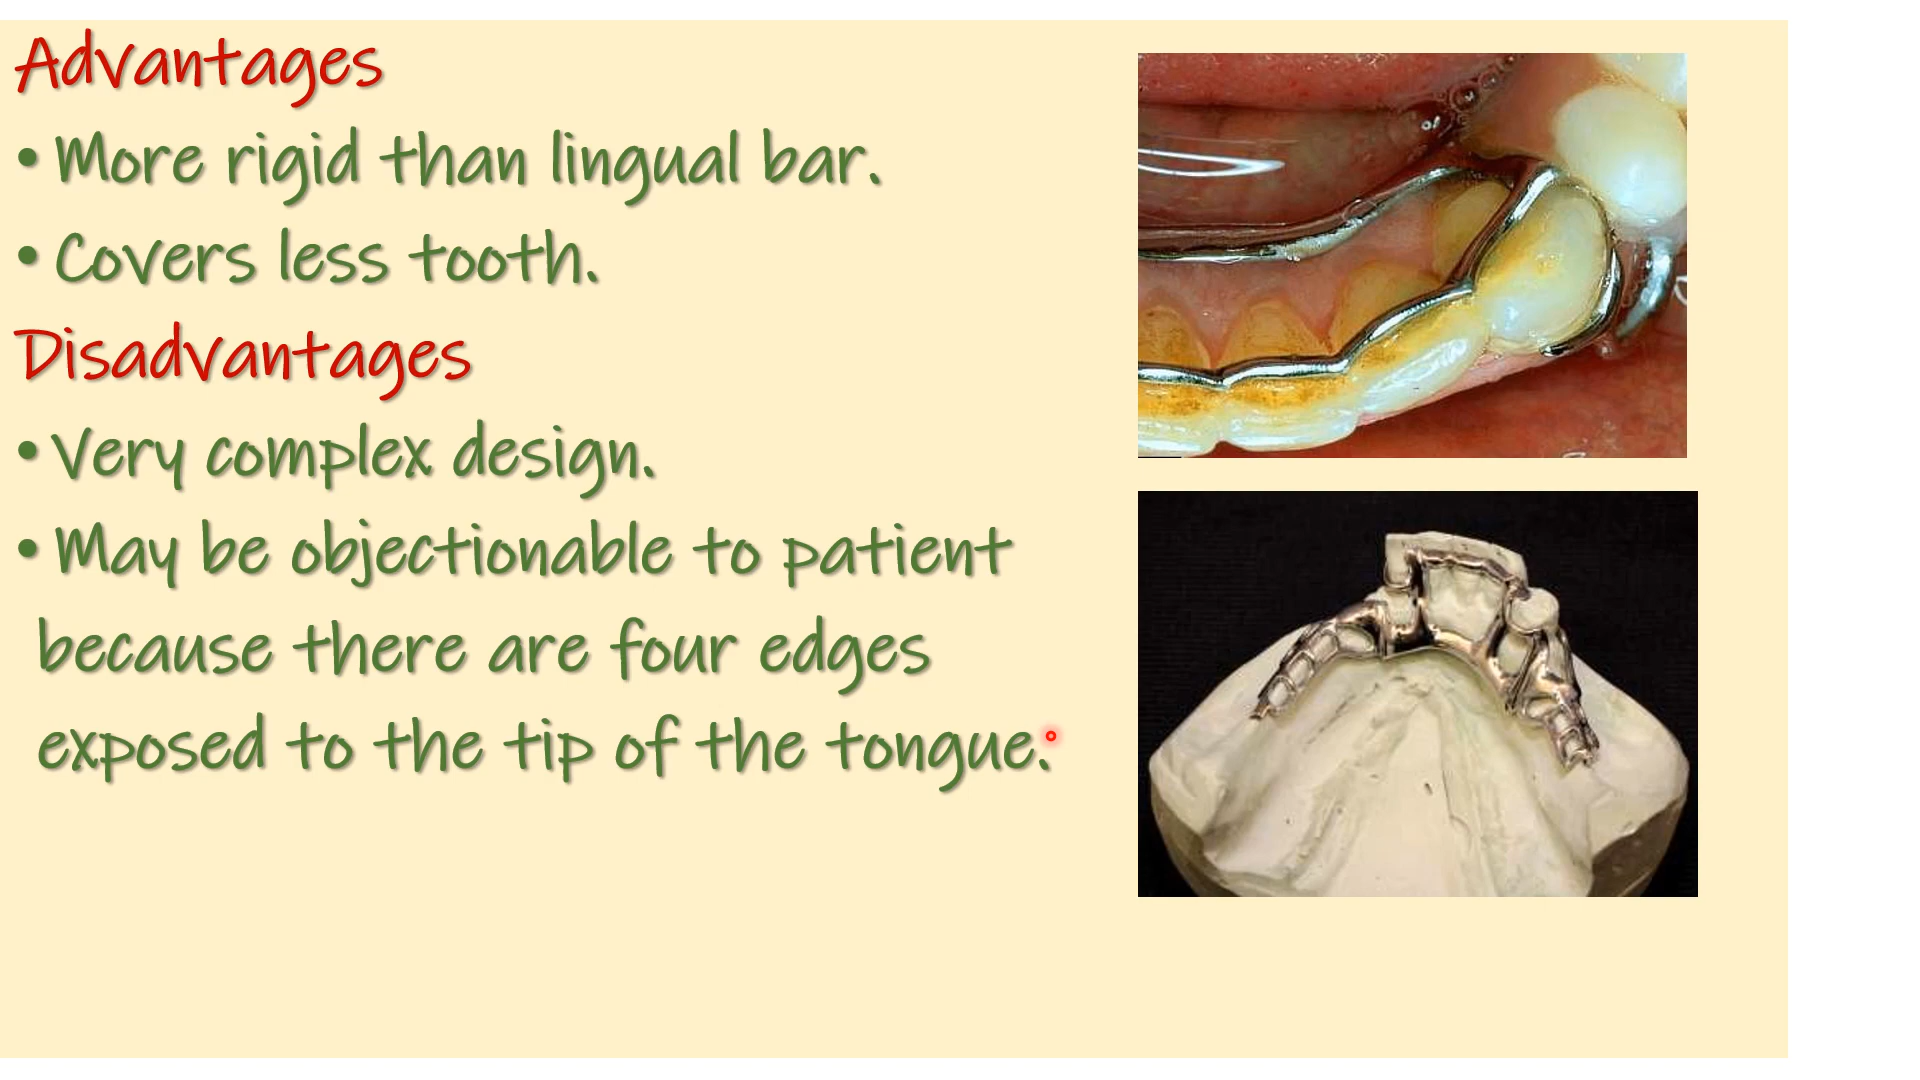 Advantages
• More rigid than lingual bar.
• Covers less tooth.
Disadvantages
• Very complex design.
• May be objectionable to patient
because there are four edges
exposed to the tip of the tongue.